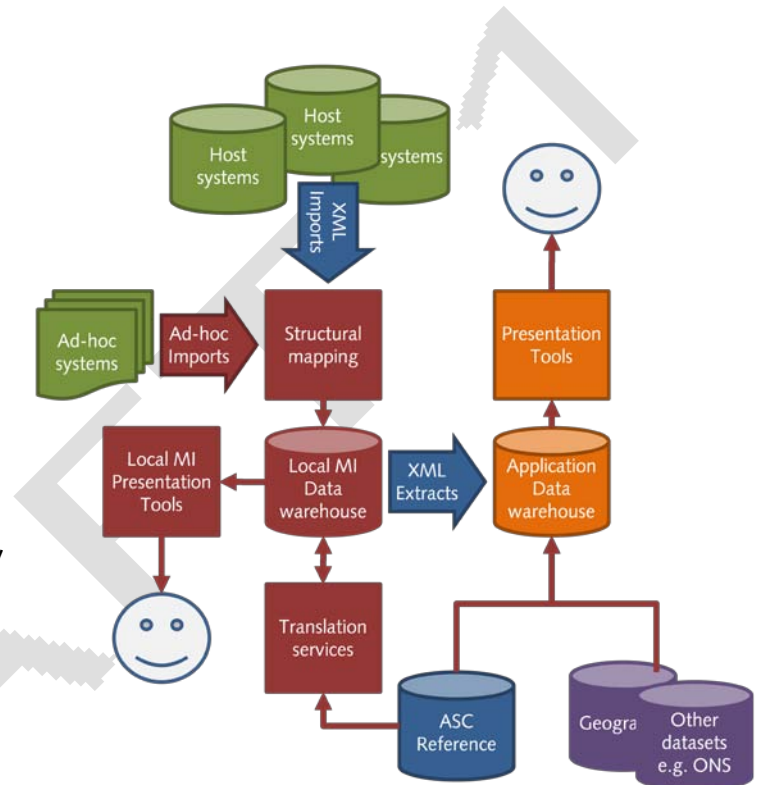 Host
systems
Host
systems
systems
XML
Imports
Ad-hoc
systems
Ad-hoc
Imports
Structural
mapping
Presentation
Tools
Local MI
Presentation
Tools
Local MI
Data
warehouse
XML
Extracts
Application
Data
warehouse
Translation
services
ASC
Reference
Geogra
Other
datasets
e.g. ONS